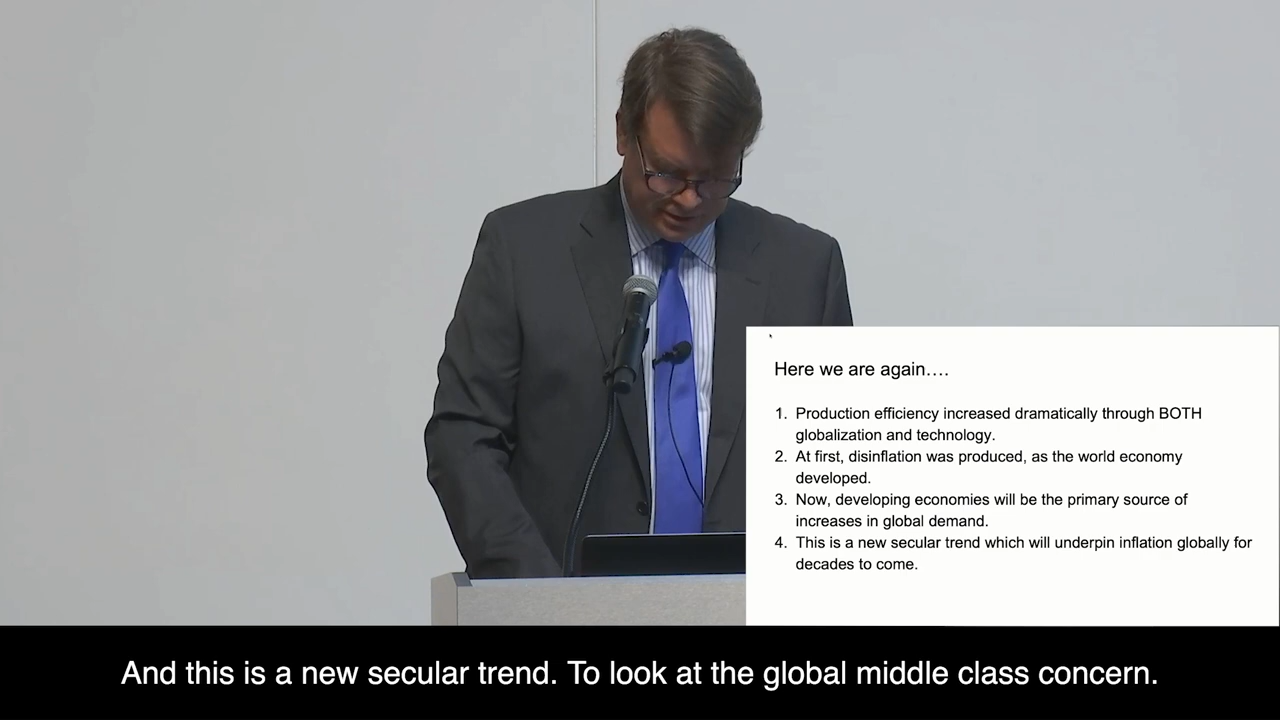 Here we are again….
1. Production efficiency increased dramatically through BOTH
globalization and technology.
2. At first, disinflation was produced, as the world economy
developed.
3. Now, developing economies will be the primary source of
increases in global demand.
4. This is a new secular trend which will underpin inflation globally for
decades to come.
And this is a new secular trend. To look at the global middle class concern.